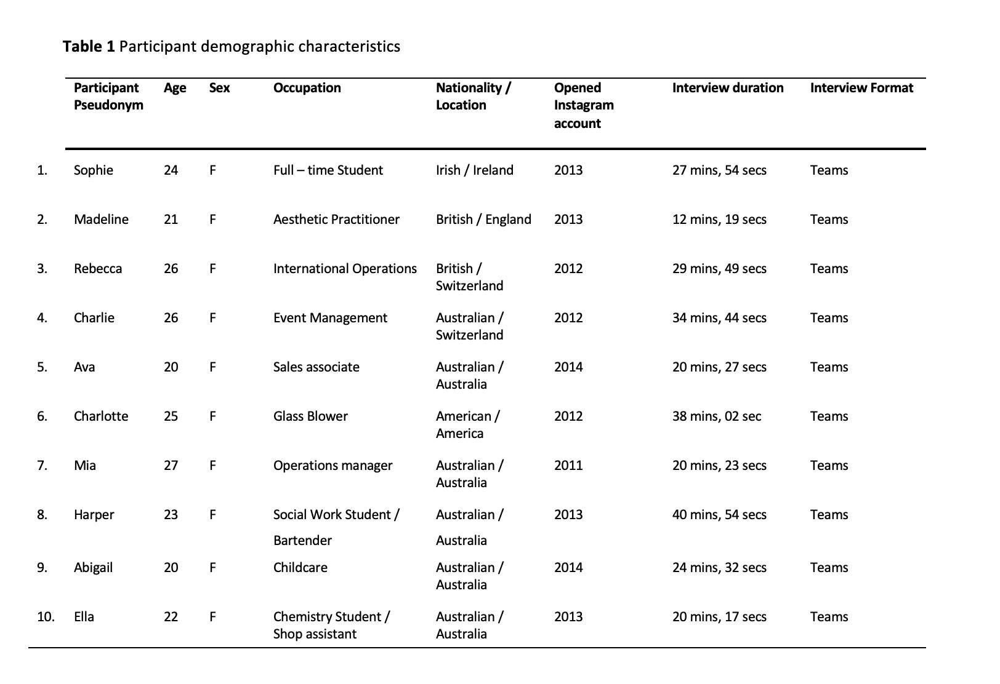 Table 1 Participant demographic characteristics
Participant Pseudonym Age Sex Occupation Nationality / Location Opened Instagram account Interview duration Interview Format
1. Sophie 24 F Full – time Student Irish / Ireland 2013 27 mins, 54 secs Teams
2. Madeline 21 F Aesthetic Practitioner British / England 2013 12 mins, 19 secs Teams
3. Rebecca 26 F International Operations British / 2012 29 mins, 49 secs Teams
Switzerland
4. Charlie 26 F Event Management Australian / 2012 34 mins, 44 secs Teams
Switzerland
5. Ava 20 F Sales associate Australian / 2014 20 mins, 27 secs Teams
Australia
6. Charlotte 25 F Glass Blower American / 2012 38 mins, 02 sec Teams
America
7. Mia 27 F Operations manager Australian / 2011 20 mins, 23 secs Teams
Australia
8. Harper 23 F Social Work Student / Australian / 2013 40 mins, 54 secs Teams
Bartender Australia
9. Abigail 20 F Childcare Australian / 2014 24 mins, 32 secs Teams
Australia
10. Ella 22 F Chemistry Student / Australian / 2013 20 mins, 17 secs Teams
Shop assistant Australia